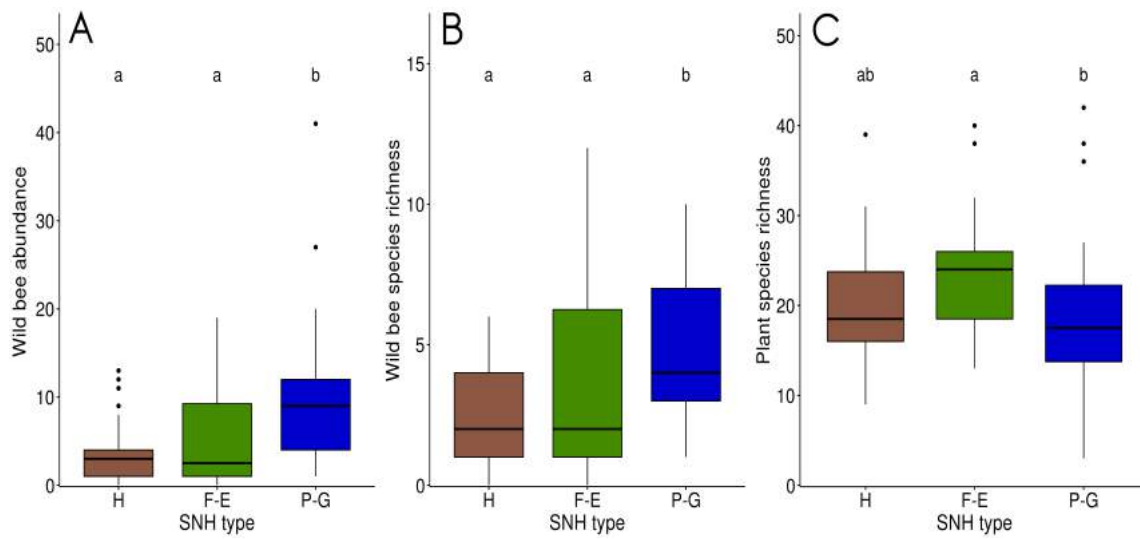 A
Wild bee abundance
50
40
30
20
10
0
a a b
H F-E P-G
SNH type
B
Wild bee species richness
15
10
5
0
a a b
H F-E P-G
SNH type
C
Plant species richness
50
40
30
20
10
0
ab a b
H F-E P-G
SNH type